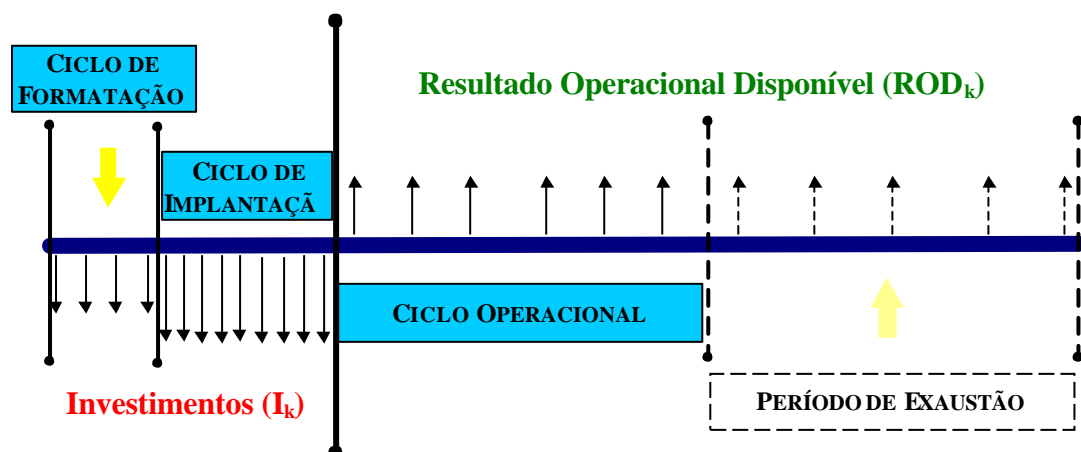 CICLO DE
FORMATAÇÃO
Resultado Operacional Disponível (RODk)
CICLO DE
IMPLANTAÇÃ
CICLO OPERACIONAL
Investimentos (Ik)
PERÍODO DE EXAUSTÃO